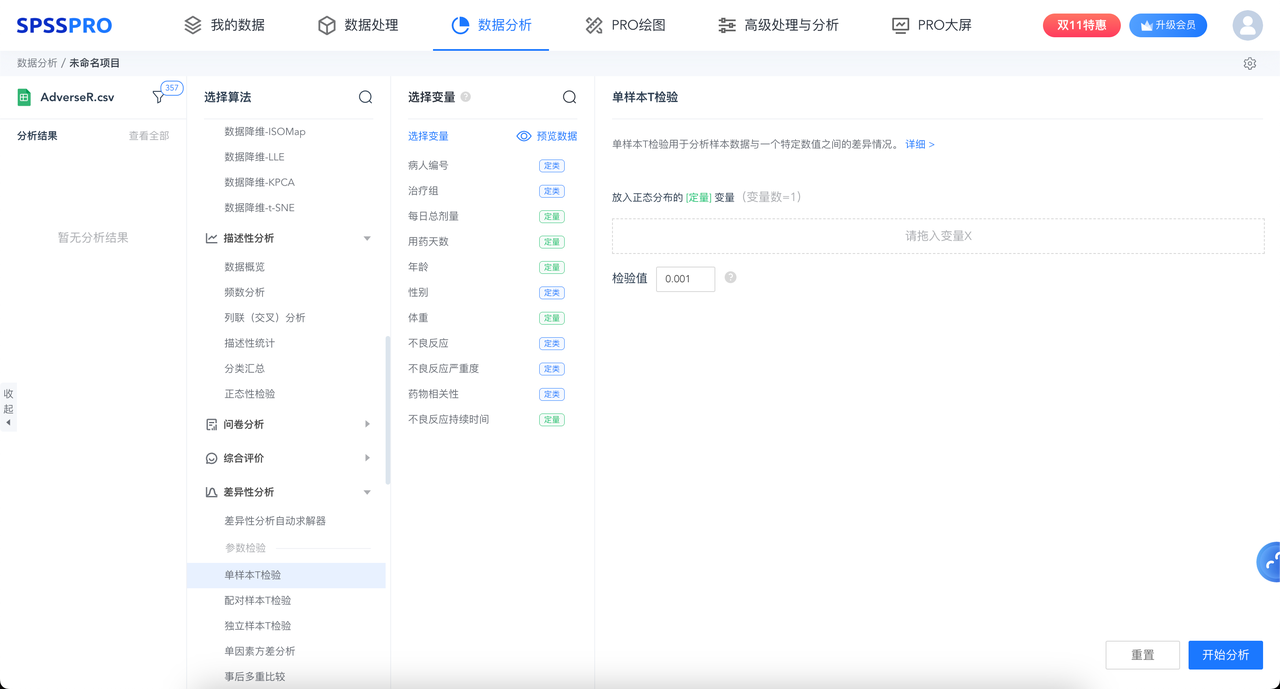 SPSSPRO
我的数据
数据处理
数据分析
PRO绘图
高级处理与分析
PRO大屏
双11特惠
升级会员
数据分析 / 未命名项目
AdverseR.csv
357
分析结果
查看全部
暂无分析结果
收起
选择算法
数据降维-ISOMap
数据降维-LLE
数据降维-KPCA
数据降维-t-SNE
描述性分析
数据概览
频数分析
列联（交叉）分析
描述性统计
分类汇总
正态性检验
问卷分析
综合评价
差异性分析
差异性分析自动求解器
参数检验
单样本T检验
配对样本T检验
独立样本T检验
单因素方差分析
事后多重比较
选择变量 ?
选择变量
预览数据
病人编号 定类
治疗组 定类
每日总剂量 定量
用药天数 定量
年龄 定量
性别 定类
体重 定量
不良反应 定类
不良反应严重度 定类
药物相关性 定类
不良反应持续时间 定量
单样本T检验
单样本T检验用于分析样本数据与一个特定数值之间的差异情况。 详细 >
放入正态分布的 [定量] 变量（变量数=1）
请拖入变量X
检验值 0.001 ?
重置
开始分析